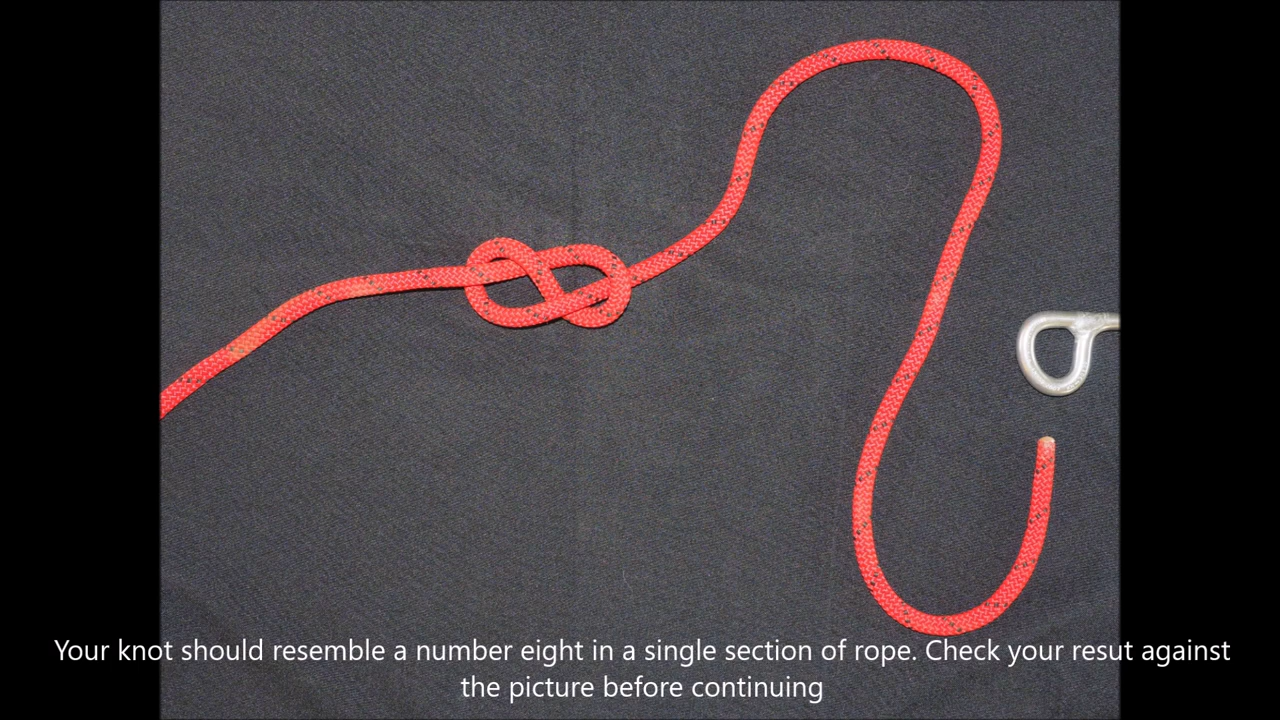 Your knot should resemble a number eight in a single section of rope. Check your resut against
the picture before continuing